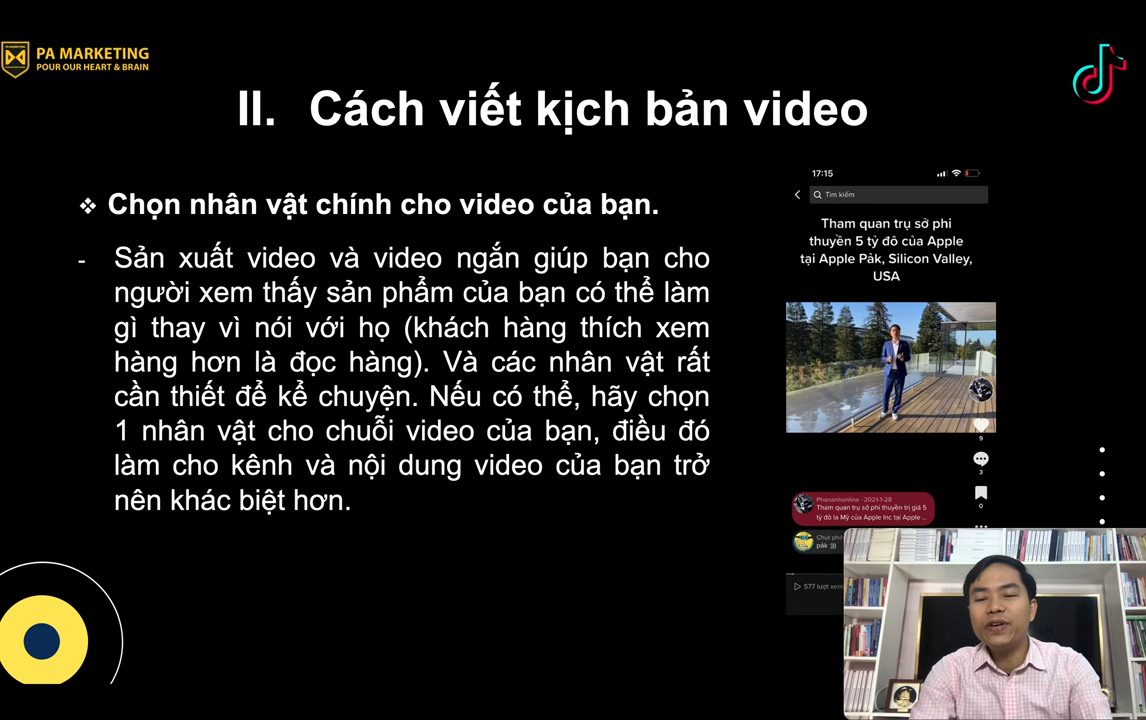 PA MARKETING
POUR OUR HEART & BRAIN
II. Cách viết kịch bản video
❖ Chọn nhân vật chính cho video của bạn.
- Sản xuất video và video ngắn giúp bạn cho
người xem thấy sản phẩm của bạn có thể làm
gì thay vì nói với họ (khách hàng thích xem
hàng hơn là đọc hàng). Và các nhân vật rất
cần thiết để kể chuyện. Nếu có thể, hãy chọn
1 nhân vật cho chuỗi video của bạn, điều đó
làm cho kênh và nội dung video của bạn trở
nên khác biệt hơn.
17:15
Tìm kiếm
Tham quan trụ sở phi
thuyền 5 tỷ đô của Apple
tại Apple Pảk, Silicon Valley,
USA
9
3
0
Phananhonline - 2021-1-28
Tham quan trụ sở phi thuyền trị giá 5
tỷ đô la Mỹ của Apple Inc tại Apple ...
Chụt
pảk :))
577 lượt xem